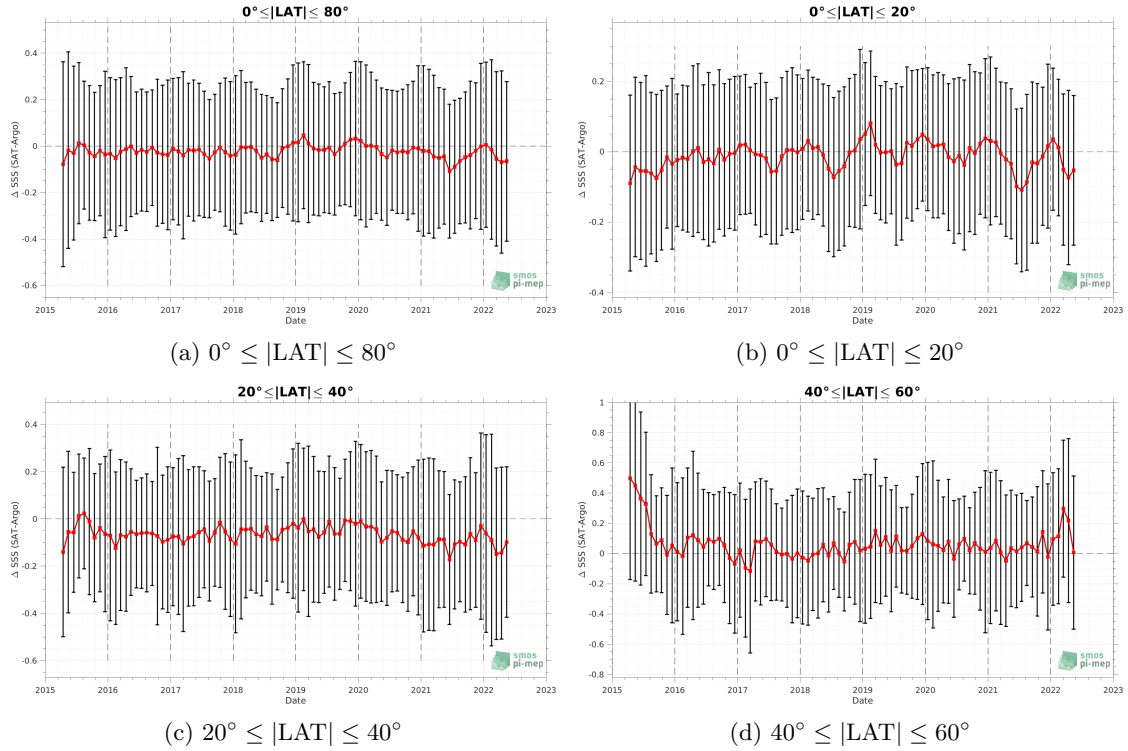 0°≤|LAT|≤ 80°
Δ SSS (SAT-Argo)
0.4
0.2
0
-0.2
-0.4
-0.6
2015 2016 2017 2018 2019 2020 2021 2022 2023
Date
smos
pi-mep
(a) 0° ≤ |LAT| ≤ 80°
0°≤|LAT|≤ 20°
Δ SSS (SAT-Argo)
0.2
0
-0.2
-0.4
2015 2016 2017 2018 2019 2020 2021 2022 2023
Date
smos
pi-mep
(b) 0° ≤ |LAT| ≤ 20°
20°≤|LAT|≤ 40°
Δ SSS (SAT-Argo)
0.4
0.2
0
-0.2
-0.4
-0.6
2015 2016 2017 2018 2019 2020 2021 2022 2023
Date
smos
pi-mep
(c) 20° ≤ |LAT| ≤ 40°
40°≤|LAT|≤ 60°
Δ SSS (SAT-Argo)
1
0.8
0.6
0.4
0.2
0
-0.2
-0.4
-0.6
-0.8
2015 2016 2017 2018 2019 2020 2021 2022 2023
Date
smos
pi-mep
(d) 40° ≤ |LAT| ≤ 60°